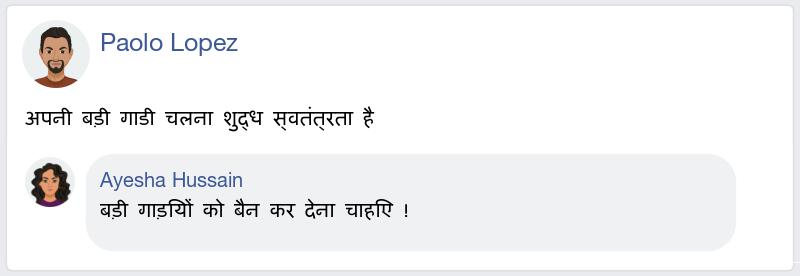 Paolo Lopez
अपनी बड़ी गाडी चलना शुद्ध स्वतंत्रता है
Ayesha Hussain
बड़ी गाड़ियों को बैन कर देना चाहिए !